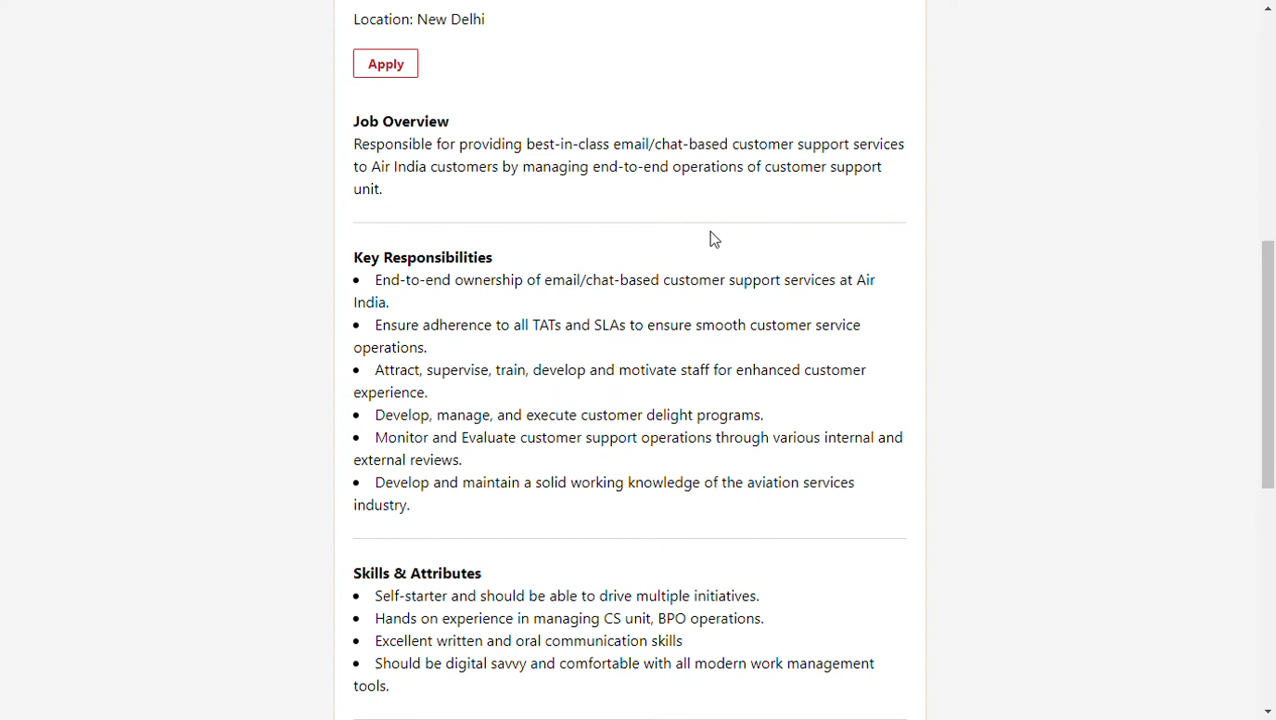 Location: New Delhi
Apply
Job Overview
Responsible for providing best-in-class email/chat-based customer support services
to Air India customers by managing end-to-end operations of customer support
unit.
Key Responsibilities
• End-to-end ownership of email/chat-based customer support services at Air
India.
• Ensure adherence to all TATs and SLAs to ensure smooth customer service
operations.
• Attract, supervise, train, develop and motivate staff for enhanced customer
experience.
• Develop, manage, and execute customer delight programs.
• Monitor and Evaluate customer support operations through various internal and
external reviews.
• Develop and maintain a solid working knowledge of the aviation services
industry.
Skills & Attributes
• Self-starter and should be able to drive multiple initiatives.
• Hands on experience in managing CS unit, BPO operations.
• Excellent written and oral communication skills
• Should be digital savvy and comfortable with all modern work management
tools.